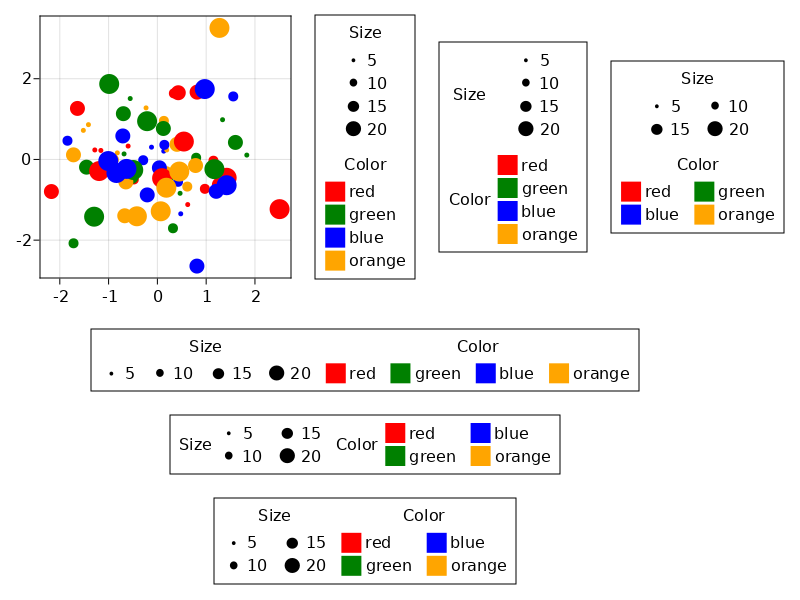 2
0
-2
-2 -1 0 1 2
Size
5
10
15
20
Color
red
green
blue
orange
Size
5
10
15
20
Color
red
green
blue
orange
Size
5 10
15 20
Color
red green
blue orange
Size Color
5 10 15 20 red green blue orange
Size 5 15 Color red blue
10 20 green orange
Size Color
5 15 red blue
10 20 green orange